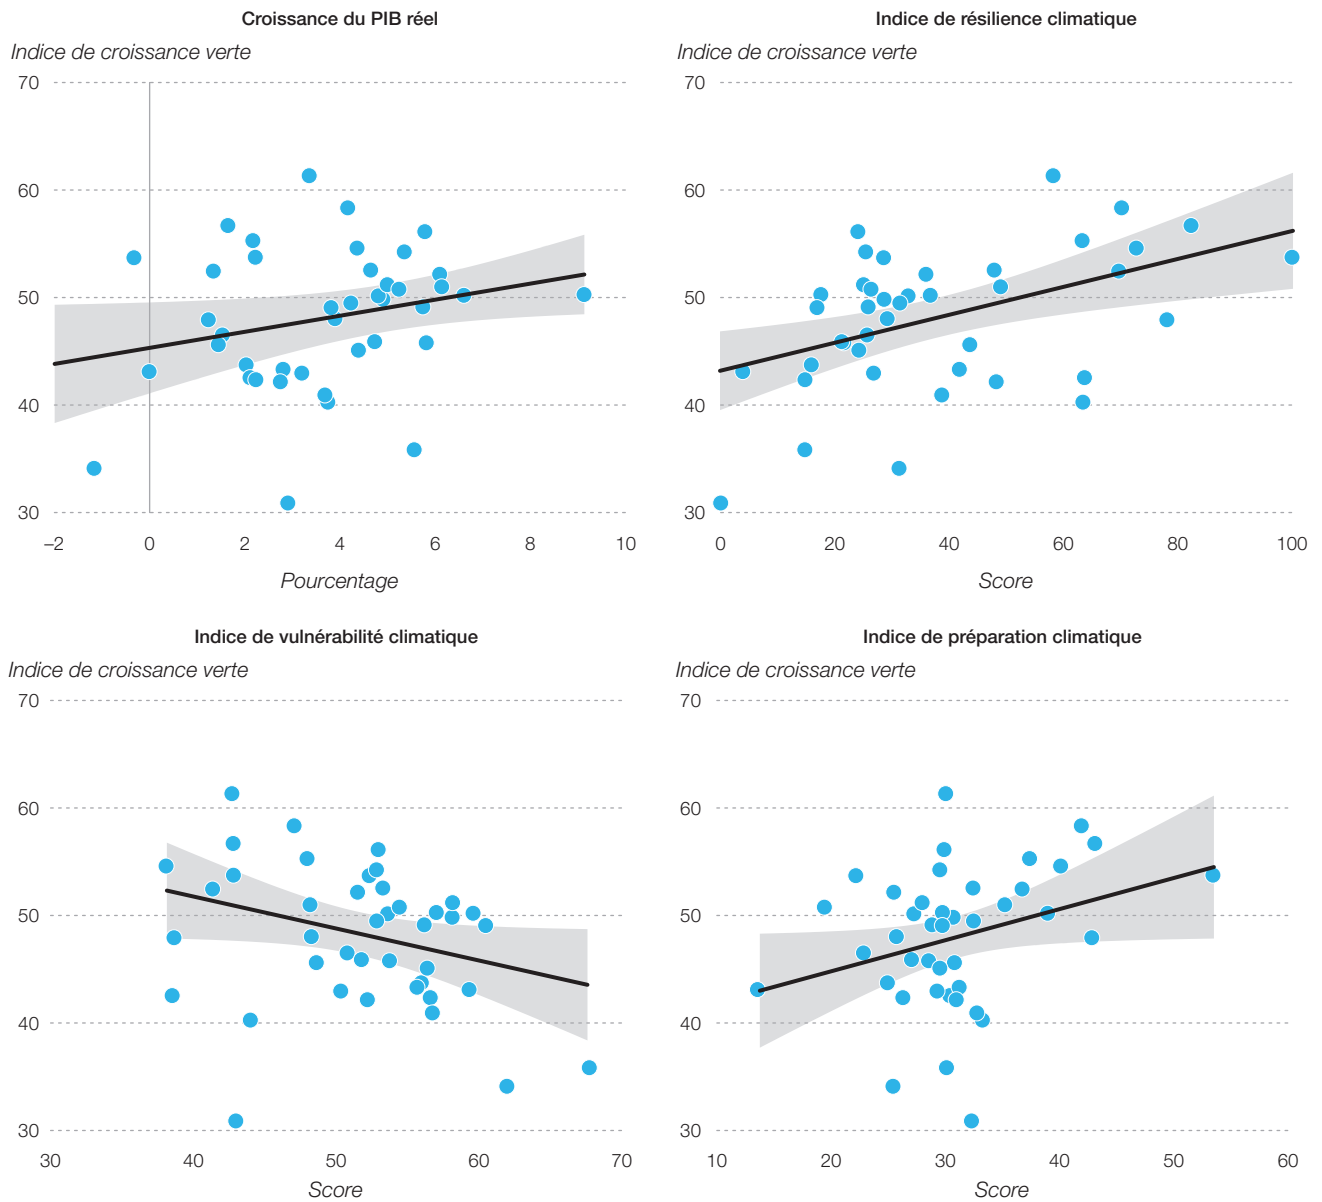 Croissance du PIB réel
Indice de croissance verte
70
60
50
40
30
–2 0 2 4 6 8 10
Pourcentage
Indice de résilience climatique
Indice de croissance verte
70
60
50
40
30
0 20 40 60 80 100
Score
Indice de vulnérabilité climatique
Indice de croissance verte
70
60
50
40
30
30 40 50 60 70
Score
Indice de préparation climatique
Indice de croissance verte
70
60
50
40
30
10 20 30 40 50 60
Score